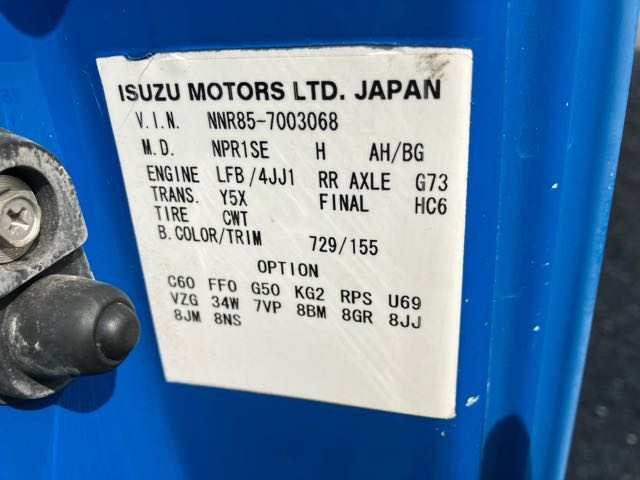 ISUZU MOTORS LTD. JAPAN
V.I.N. NNR85-7003068
M.D. NPR1SE H AH/BG
ENGINE LFB /4JJ1 RR AXLE G73
TRANS. Y5X FINAL HC6
TIRE CWT
B.COLOR/TRIM 729/155
OPTION
C60 FF0 G50 KG2 RPS U69
VZG 34W 7VP 8BM 8GR 8JJ
8JM 8NS